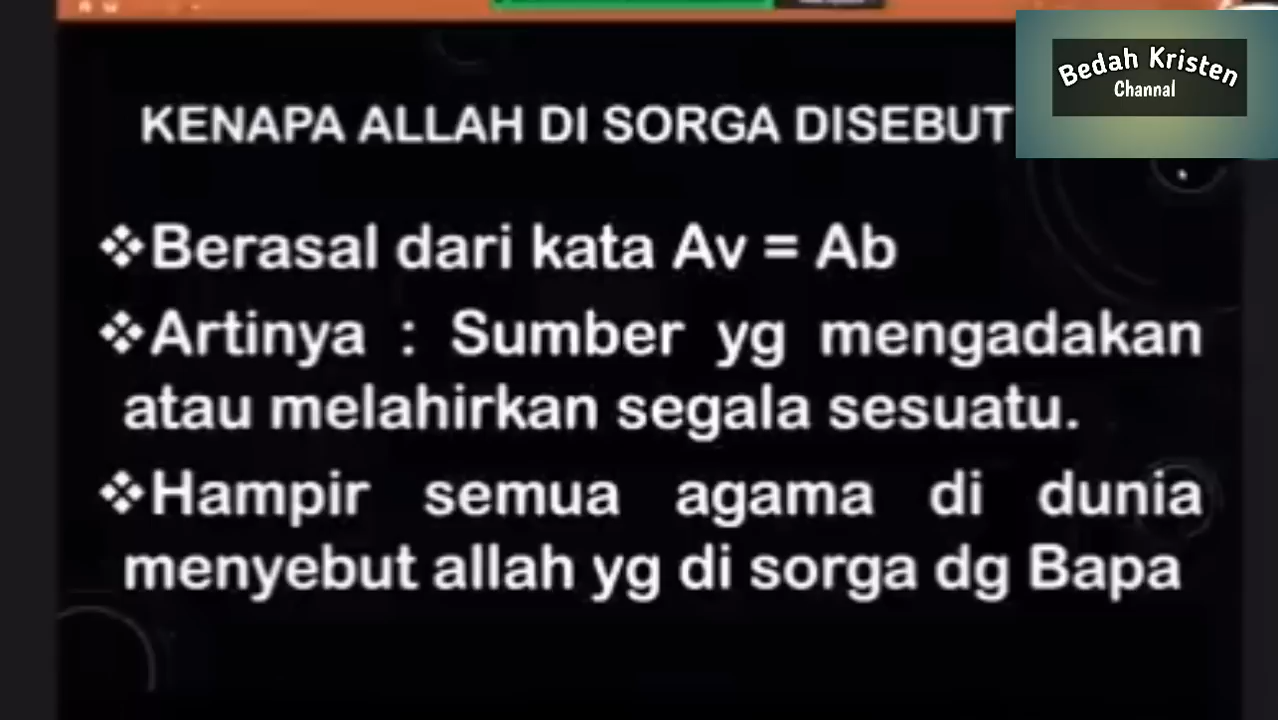 Bedah Kristen
Channal
KENAPA ALLAH DI SORGA DISEBUT
❖Berasal dari kata Av = Ab
❖Artinya : Sumber yg mengadakan
atau melahirkan segala sesuatu.
❖Hampir semua agama di dunia
menyebut allah yg di sorga dg Bapa